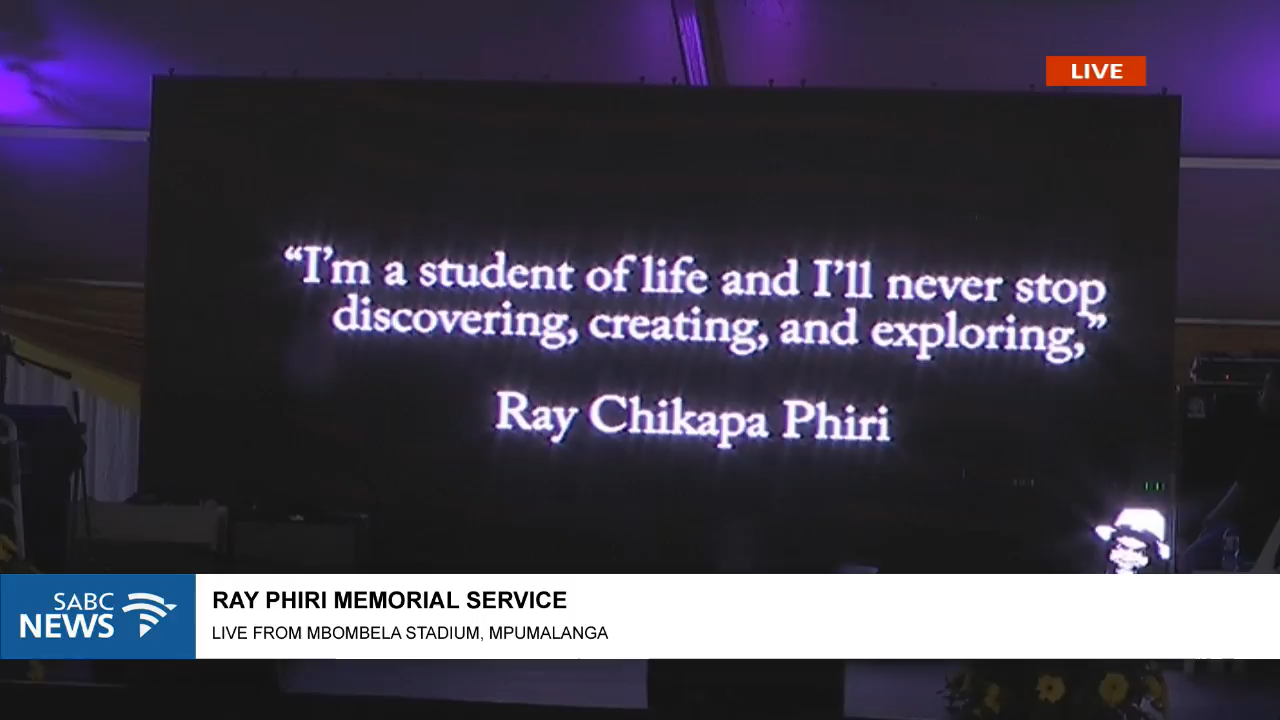 LIVE
“I’m a student of life and I’ll never stop
discovering, creating, and exploring,”
Ray Chikapa Phiri
SABC
NEWS
RAY PHIRI MEMORIAL SERVICE
LIVE FROM MBOMBELA STADIUM, MPUMALANGA